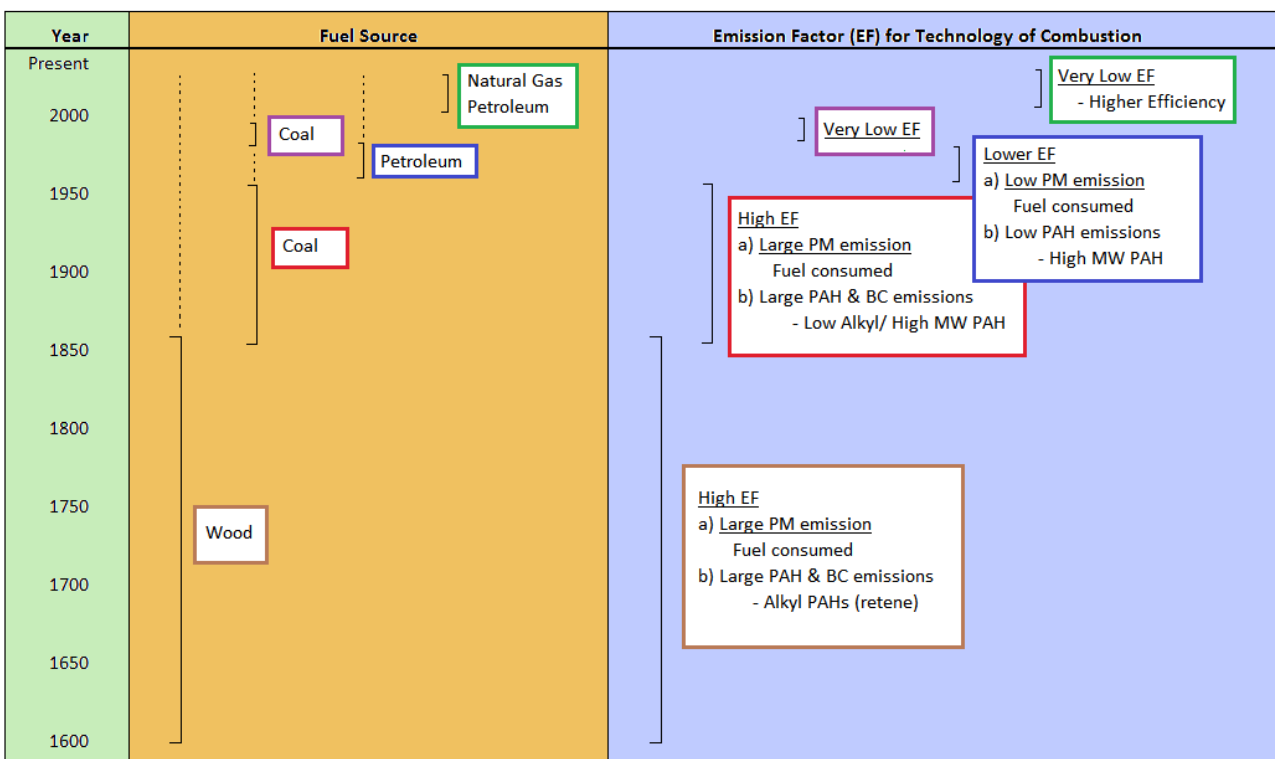 Year
Fuel Source
Emission Factor (EF) for Technology of Combustion
Present
2000
1950
1900
1850
1800
1750
1700
1650
1600
Natural Gas
Petroleum
Coal
Petroleum
Coal
Wood
Very Low EF
- Higher Efficiency
Very Low EF
Lower EF
a) Low PM emission
Fuel consumed
b) Low PAH emissions
- High MW PAH
High EF
a) Large PM emission
Fuel consumed
b) Large PAH & BC emissions
- Low Alkyl/ High MW PAH
High EF
a) Large PM emission
Fuel consumed
b) Large PAH & BC emissions
- Alkyl PAHs (retene)